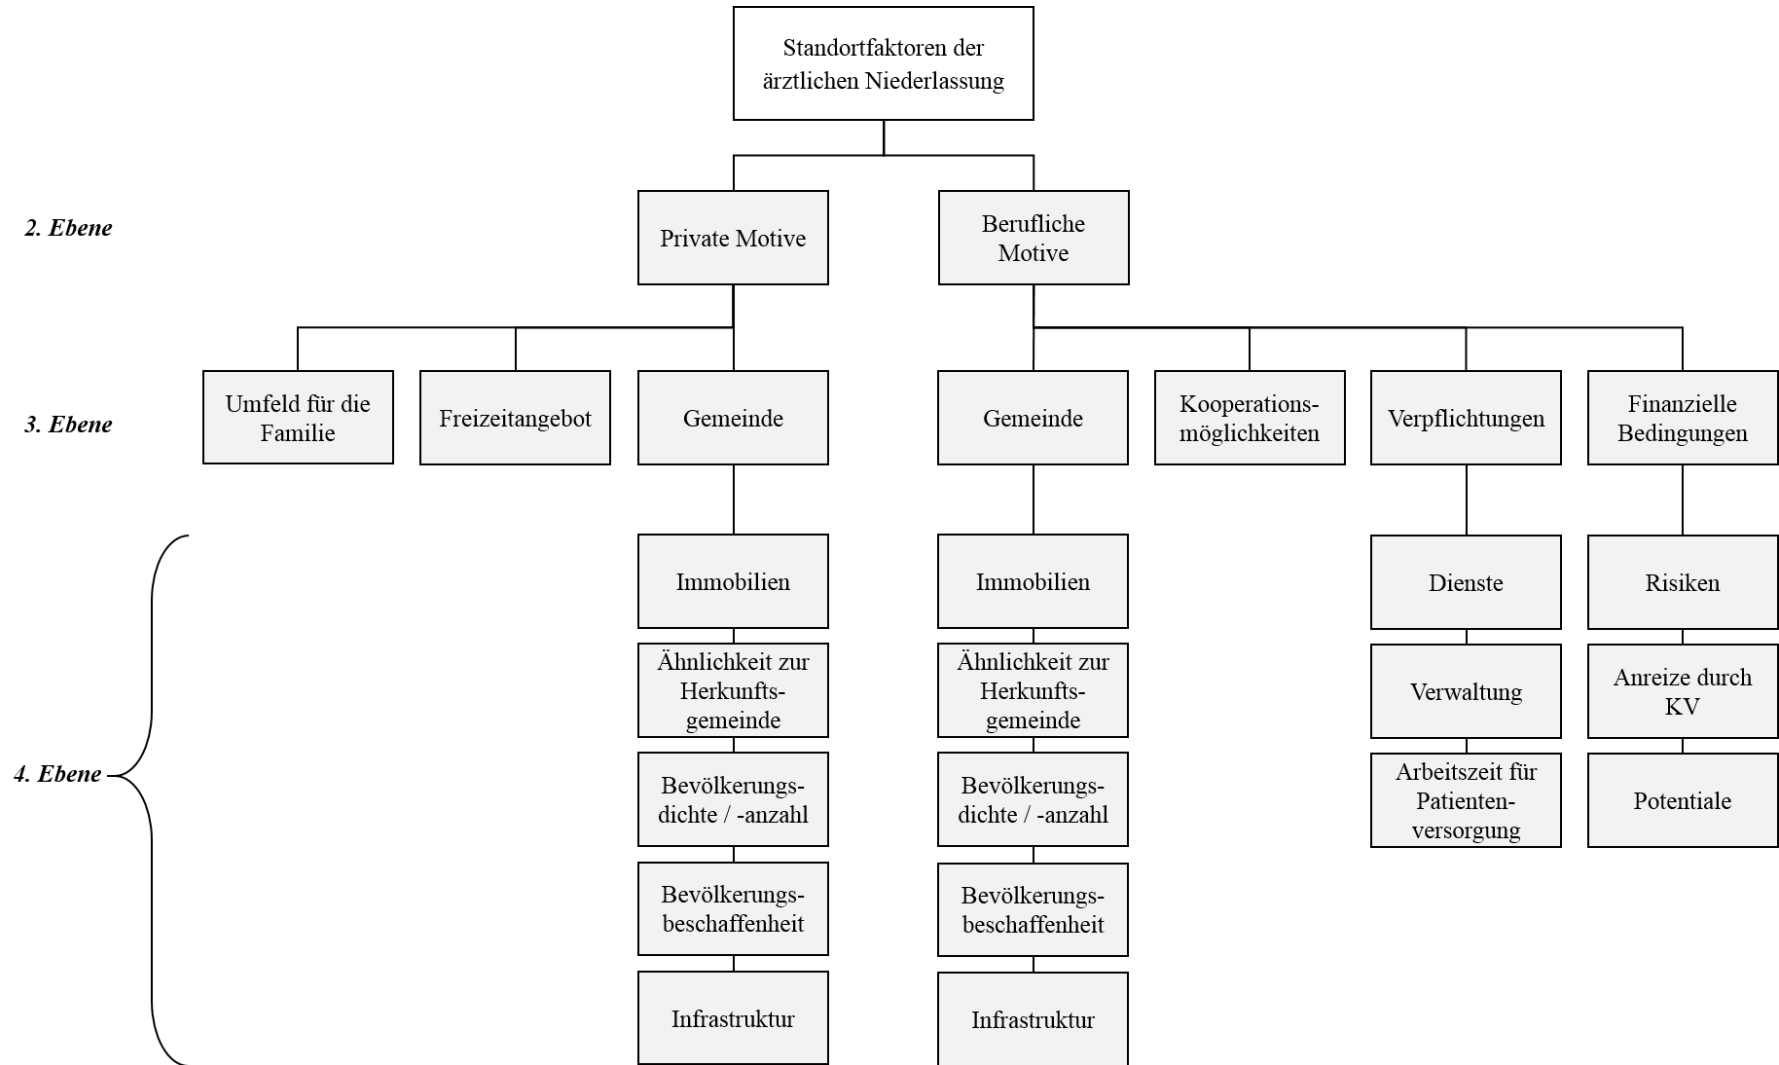 Standortfaktoren der
ärztlichen Niederlassung
2. Ebene
Private Motive
Berufliche
Motive
3. Ebene
Umfeld für die
Familie
Freizeitangebot
Gemeinde
Gemeinde
Kooperations-
möglichkeiten
Verpflichtungen
Finanzielle
Bedingungen
4. Ebene
Immobilien
Immobilien
Dienste
Risiken
Ähnlichkeit zur
Herkunfts-
gemeinde
Ähnlichkeit zur
Herkunfts-
gemeinde
Verwaltung
Anreize durch
KV
Bevölkerungs-
dichte / -anzahl
Bevölkerungs-
dichte / -anzahl
Arbeitszeit für
Patienten-
versorgung
Potentiale
Bevölkerungs-
beschaffenheit
Bevölkerungs-
beschaffenheit
Infrastruktur
Infrastruktur